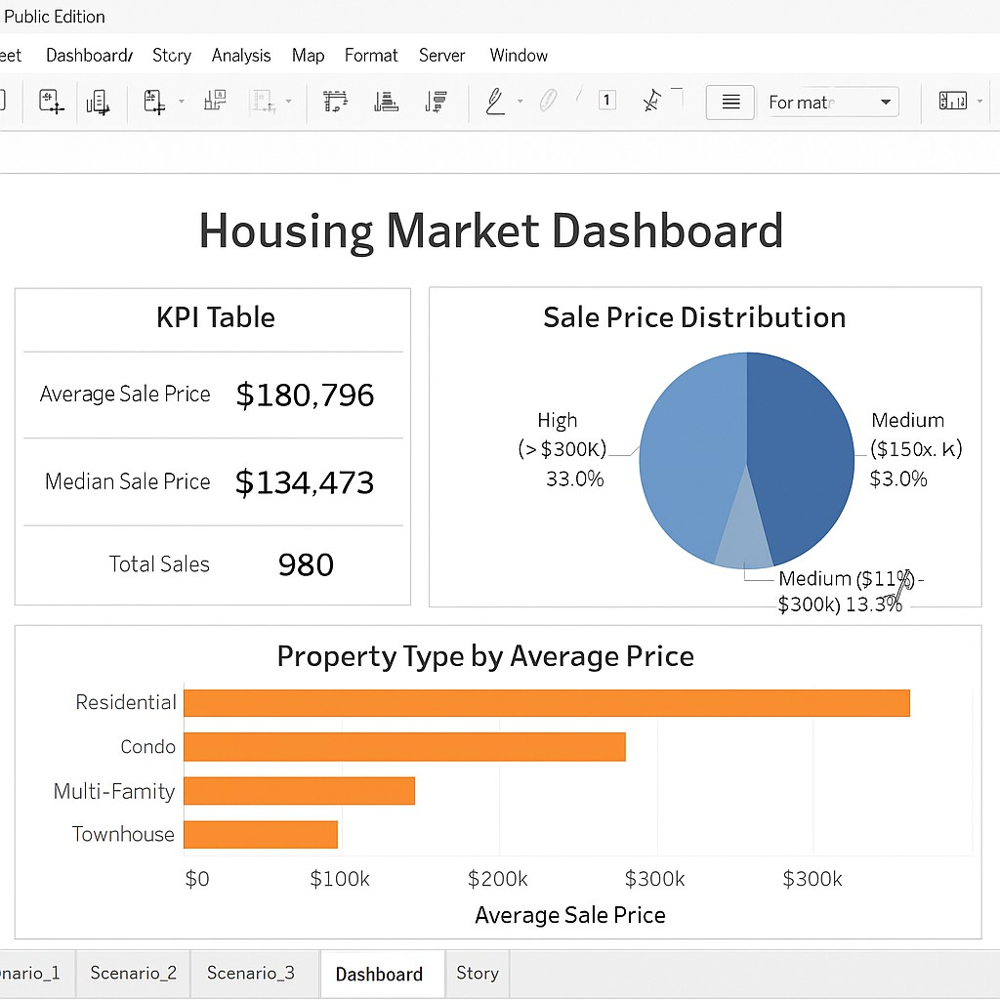 Public Edition
eet Dashboard Story Analysis Map Format Server Window
1 For mat
Housing Market Dashboard
KPI Table
Average Sale Price $180,796
Median Sale Price $134,473
Total Sales 980
Sale Price Distribution
High
(> $300K)
33.0%
Medium
($150x. K)
$3.0%
Medium ($11%)-
$300k) 13.3%
Property Type by Average Price
Residential
Condo
Multi-Famity
Townhouse
$0 $100k $200k $300k $300k
Average Sale Price
nario_1 Scenario_2 Scenario_3 Dashboard Story